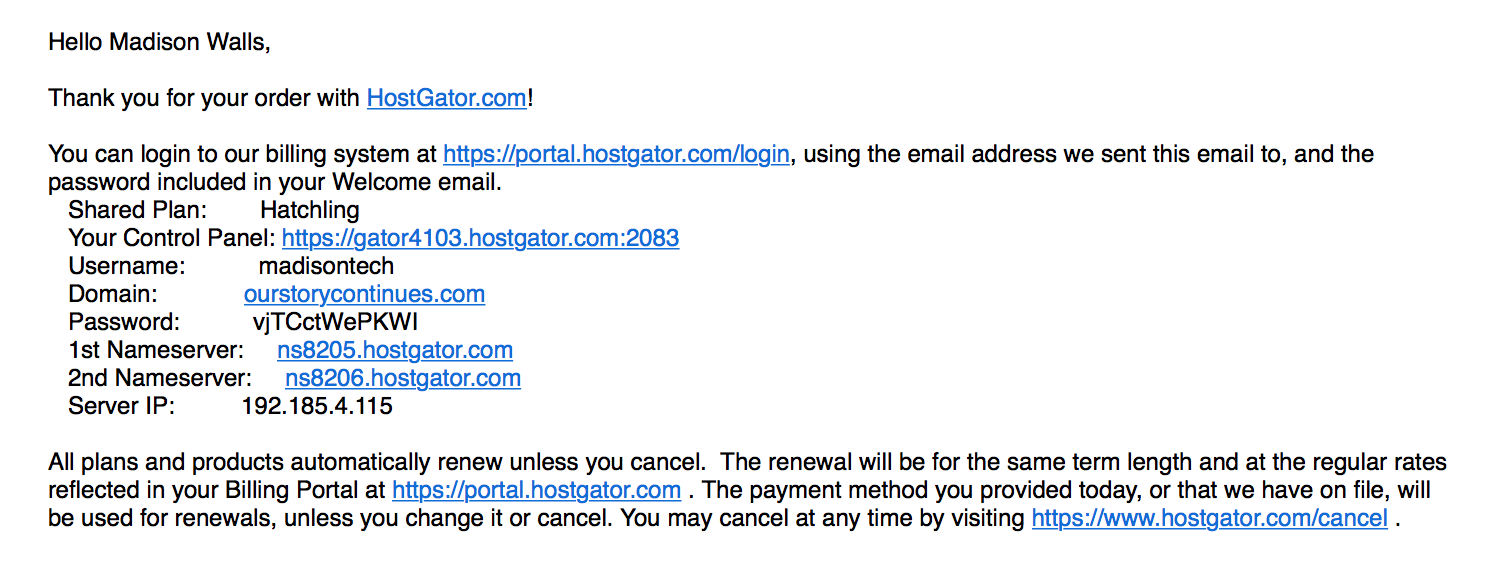 Hello Madison Walls,
Thank you for your order with HostGator.com!
You can login to our billing system at https://portal.hostgator.com/login, using the email address we sent this email to, and the
password included in your Welcome email.
Shared Plan: Hatchling
Your Control Panel: https://gator4103.hostgator.com:2083
Username: madisontech
Domain: ourstorycontinues.com
Password: vjTCctWePKWI
1st Nameserver: ns8205.hostgator.com
2nd Nameserver: ns8206.hostgator.com
Server IP: 192.185.4.115
All plans and products automatically renew unless you cancel.  The renewal will be for the same term length and at the regular rates
reflected in your Billing Portal at https://portal.hostgator.com . The payment method you provided today, or that we have on file, will
be used for renewals, unless you change it or cancel. You may cancel at any time by visiting https://www.hostgator.com/cancel .